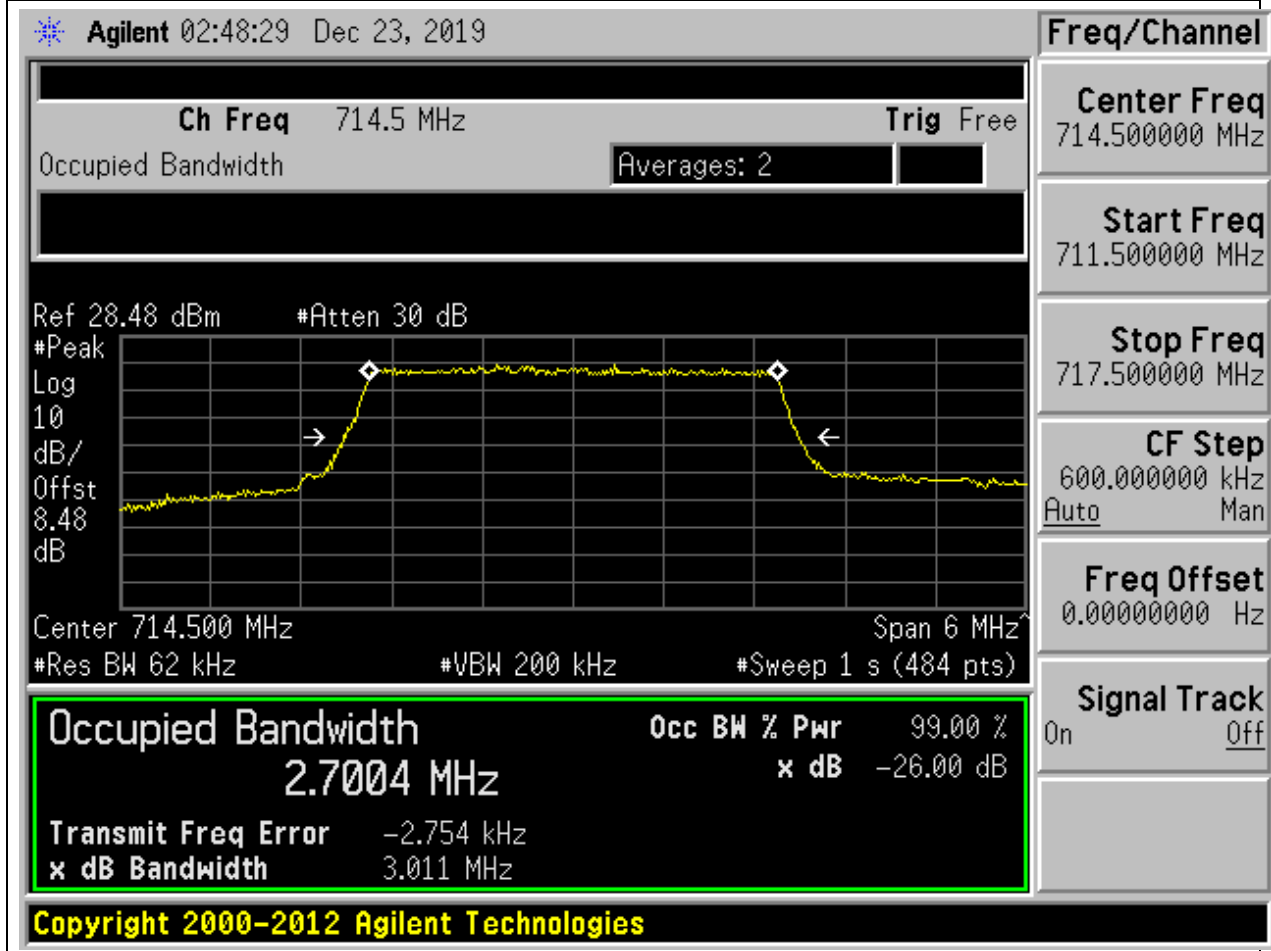 Agilent 02:48:29 Dec 23, 2019
Ch Freq 714.5 MHz Trig Free
Occupied Bandwidth Averages: 2
Ref 28.48 dBm #Atten 30 dB
#Peak
Log
10
dB/
Offst
8.48
dB
Center 714.500 MHz Span 6 MHz^
#Res BW 62 kHz #VBW 200 kHz #Sweep 1 s (484 pts)
Occupied Bandwidth Occ BW % Pwr 99.00 %
2.7004 MHz x dB -26.00 dB
Transmit Freq Error -2.754 kHz
x dB Bandwidth 3.011 MHz
Copyright 2000-2012 Agilent Technologies
Freq/Channel
Center Freq
714.500000 MHz
Start Freq
711.500000 MHz
Stop Freq
717.500000 MHz
CF Step
600.000000 kHz
Auto Man
Freq Offset
0.00000000 Hz
Signal Track
On Off